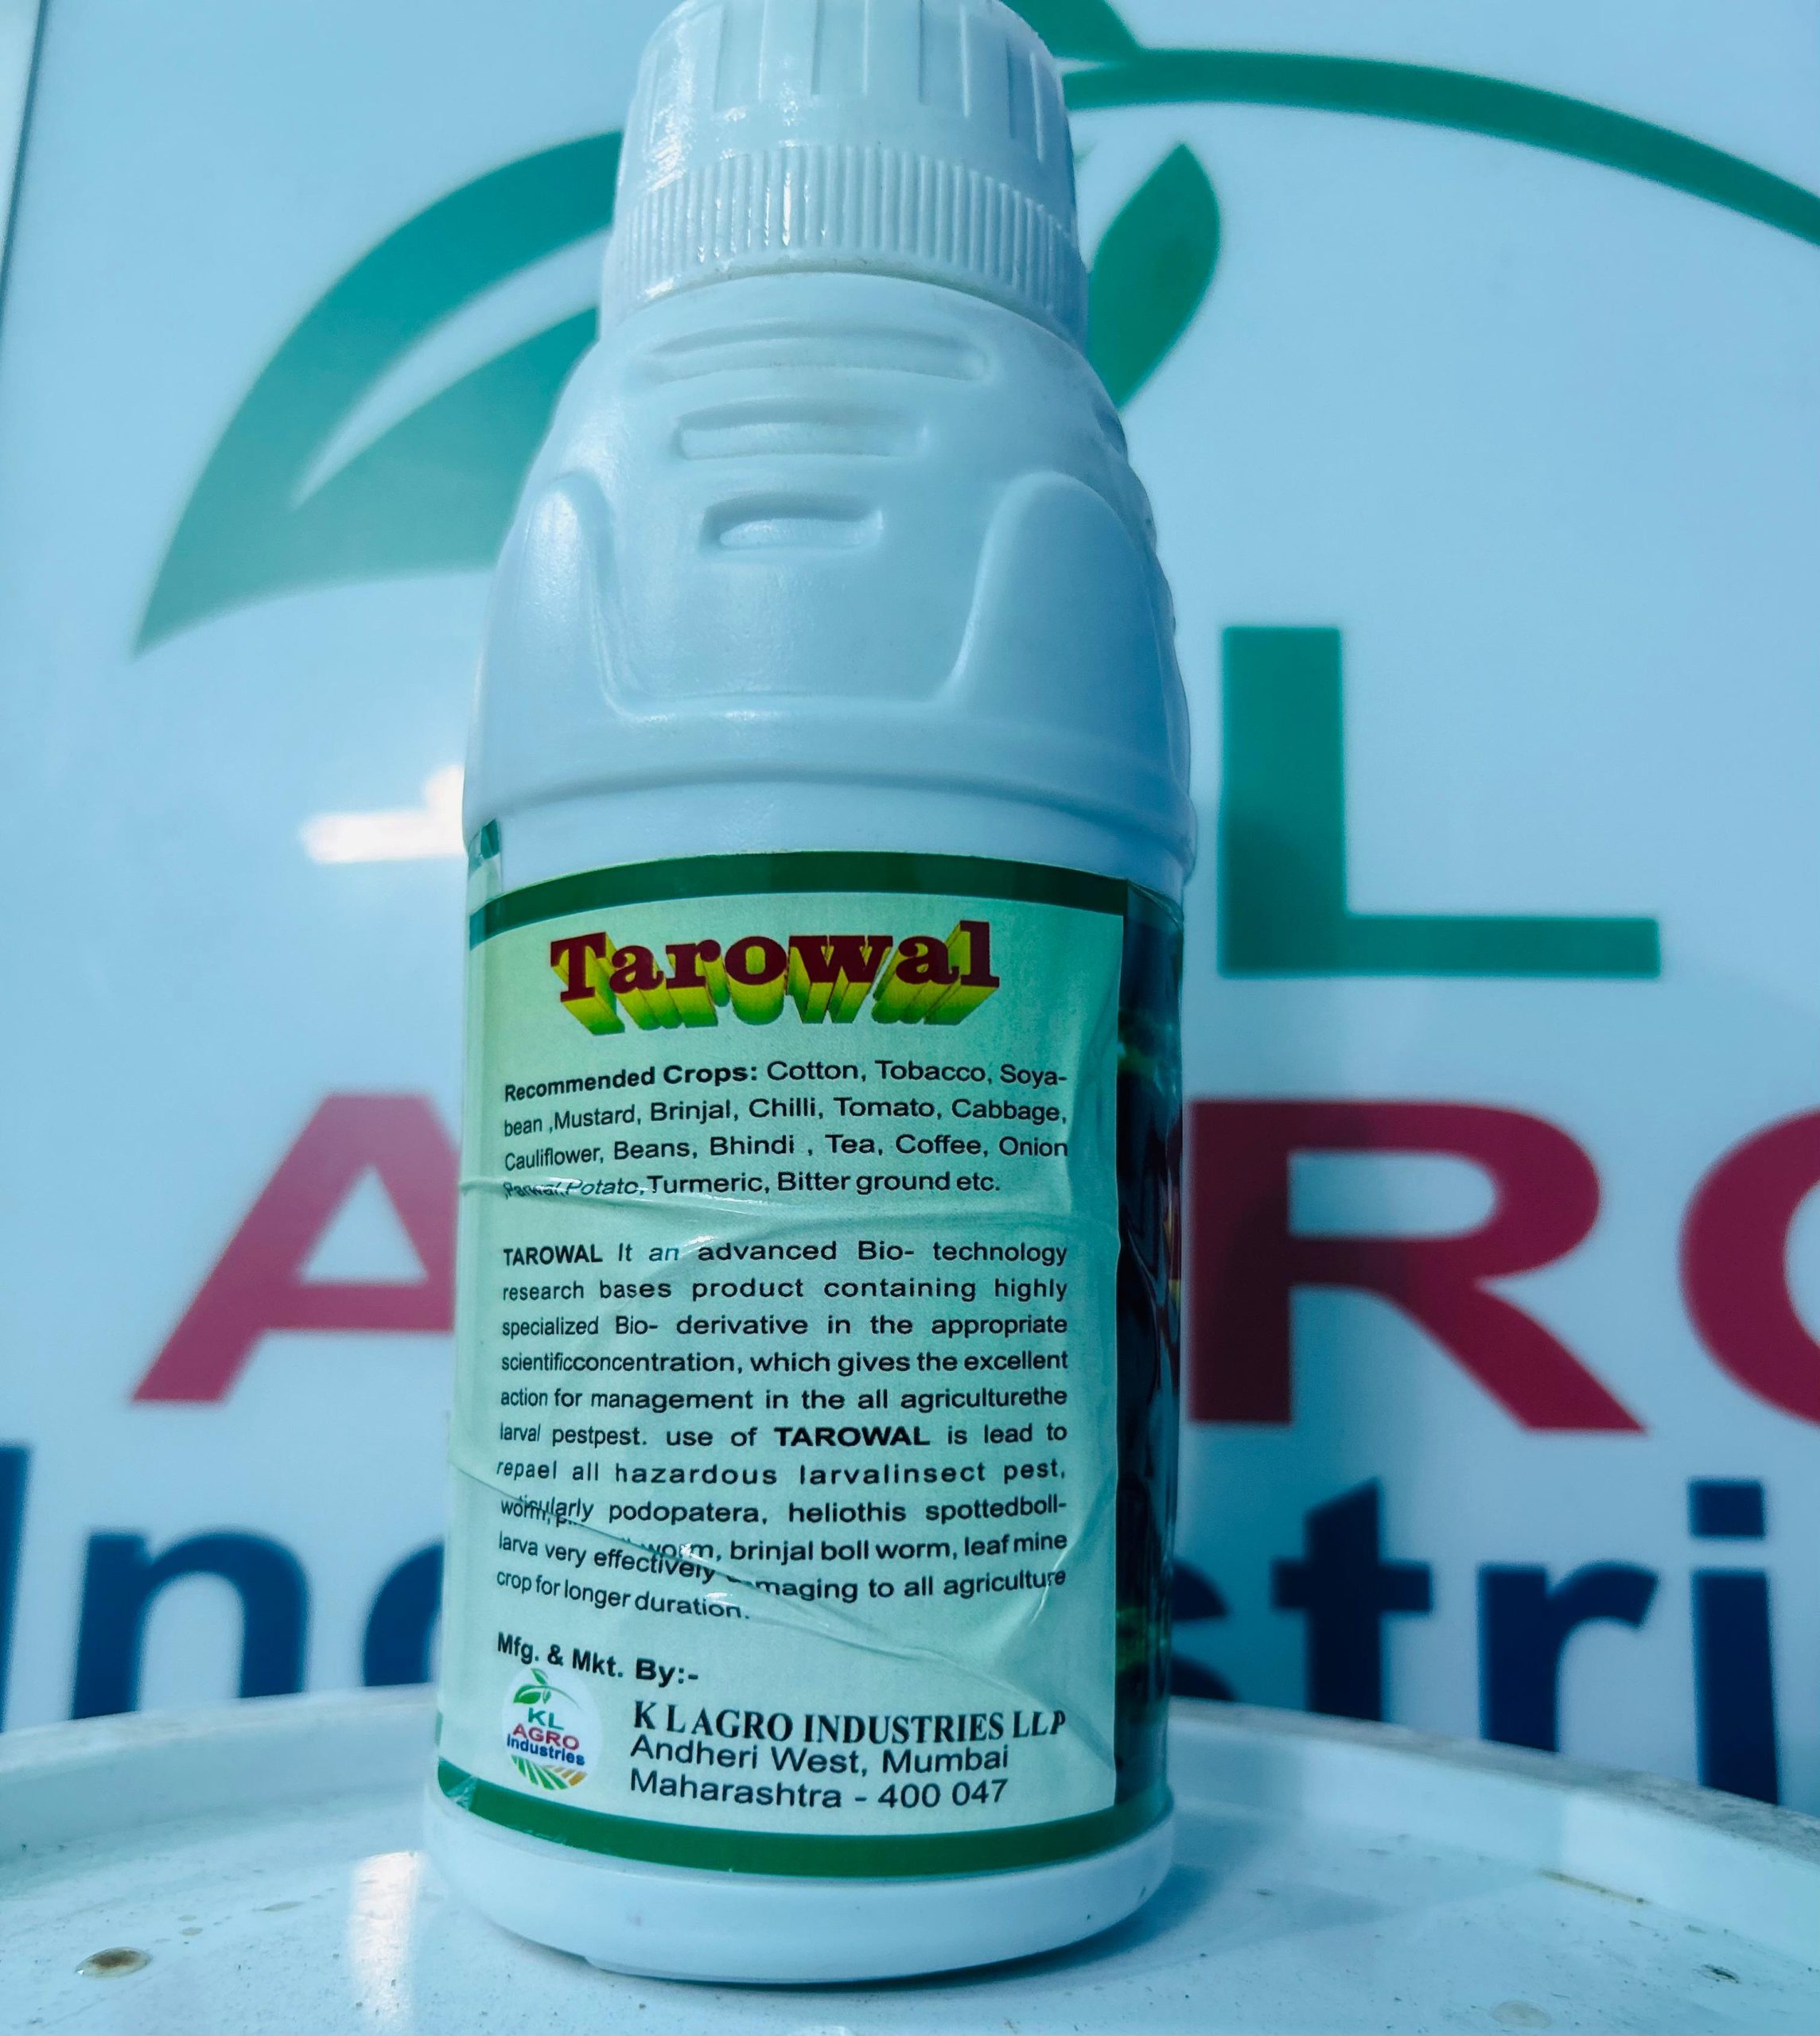 Tarowal
Recommended Crops: Cotton, Tobacco, Soya-
bean ,Mustard, Brinjal, Chilli, Tomato, Cabbage,
Cauliflower, Beans, Bhindi , Tea, Coffee, Onion
Potato,Turmeric, Bitter ground etc.
TAROWAL It an advanced Bio- technology
research bases product containing highly
specialized Bio- derivative in the appropriate
scientificconcentration, which gives the excellent
action for management in the all agriculturethe
larval pestpest. use of TAROWAL is lead to
repael all hazardous larvalinsect pest,
podopatera, heliothis spottedboll-
worm, brinjal boll worm, leaf mine
larva very effectively to all agriculture
crop for longer duration.
Mfg. & Mkt. By:-
KL
AGRO
Industries
K L AGRO INDUSTRIES LLP
Andheri West, Mumbai
Maharashtra - 400 047
L